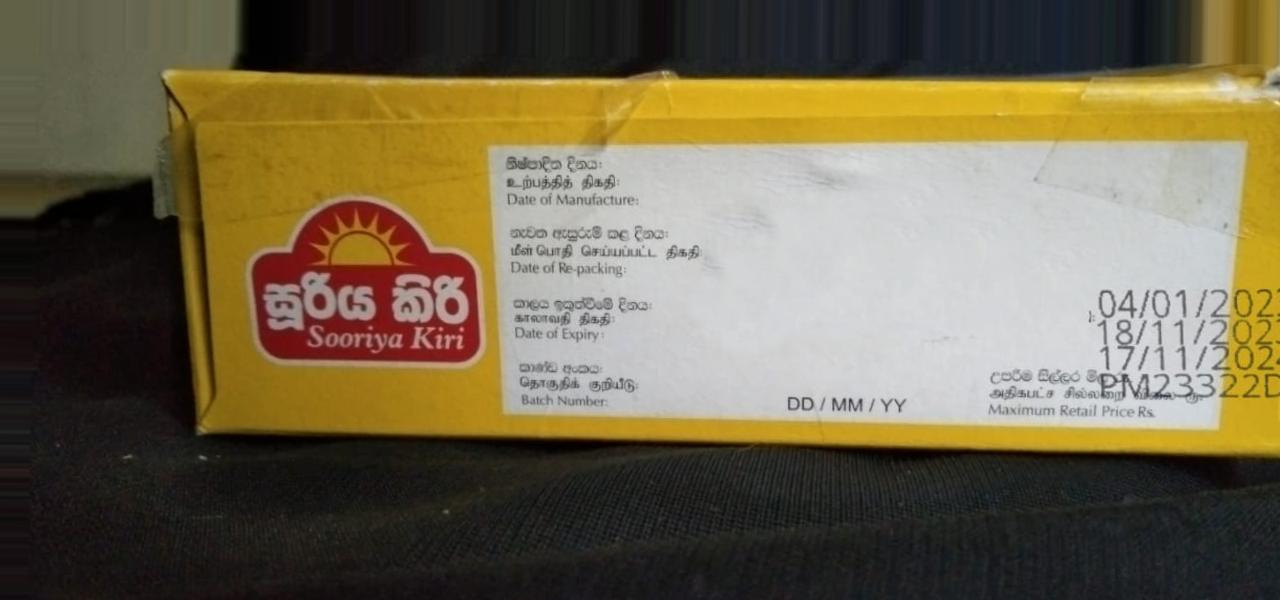 සූරිය කිරි
Sooriya Kiri
නිෂ්පාදිත දිනය:
உற்பத்தித் திகதி:
Date of Manufacture:
නැවත ඇසුරුම් කළ දිනය:
மீள் பொதி செய்யப்பட்ட திகதி:
Date of Re-packing:
කාලය ඉකුත්වීමේ දිනය:
காலாவதி திகதி:
Date of Expiry:
කාණ්ඩ අංකය:
தொகுதிக் குறியீடு:
Batch Number:
DD / MM / YY
04/01/202
18/11/202
17/11/202
PM23322D
උපරිම සිල්ලර
அதிகபட்ச சில்லறை விலை ரூ.
Maximum Retail Price Rs.